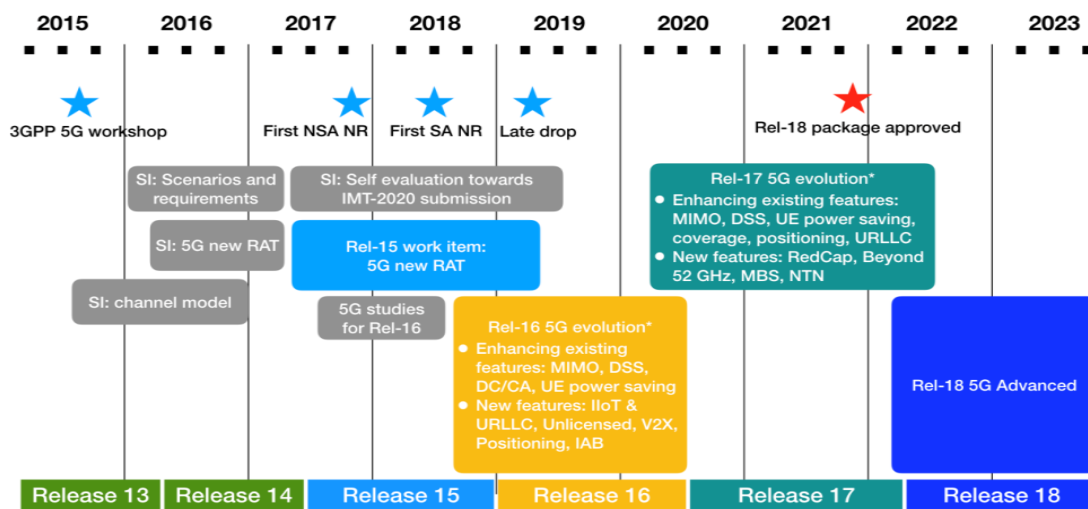 2015 2016 2017 2018 2019 2020 2021 2022 2023
3GPP 5G workshop
First NSA NR
First SA NR
Late drop
Rel-18 package approved
SI: Scenarios and
requirements
SI: Self evaluation towards
IMT-2020 submission
SI: 5G new RAT
Rel-15 work item:
5G new RAT
SI: channel model
5G studies
for Rel-16
Rel-16 5G evolution*
● Enhancing existing
features: MIMO, DSS,
DC/CA, UE power saving
● New features: IIoT &
URLLC, Unlicensed, V2X,
Positioning, IAB
Rel-17 5G evolution*
● Enhancing existing features:
MIMO, DSS, UE power saving,
coverage, positioning, URLLC
● New features: RedCap, Beyond
52 GHz, MBS, NTN
Rel-18 5G Advanced
Release 13 Release 14 Release 15 Release 16 Release 17 Release 18